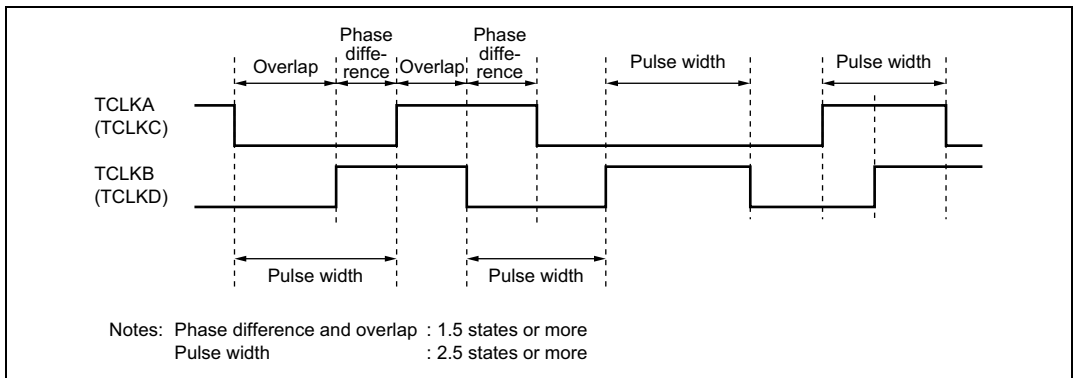 Phase
diffe-
rence
Phase
diffe-
rence
Overlap
Overlap
Pulse width
Pulse width
TCLKA
(TCLKC)
TCLKB
(TCLKD)
Pulse width
Pulse width
Notes: Phase difference and overlap : 1.5 states or more
Pulse width : 2.5 states or more